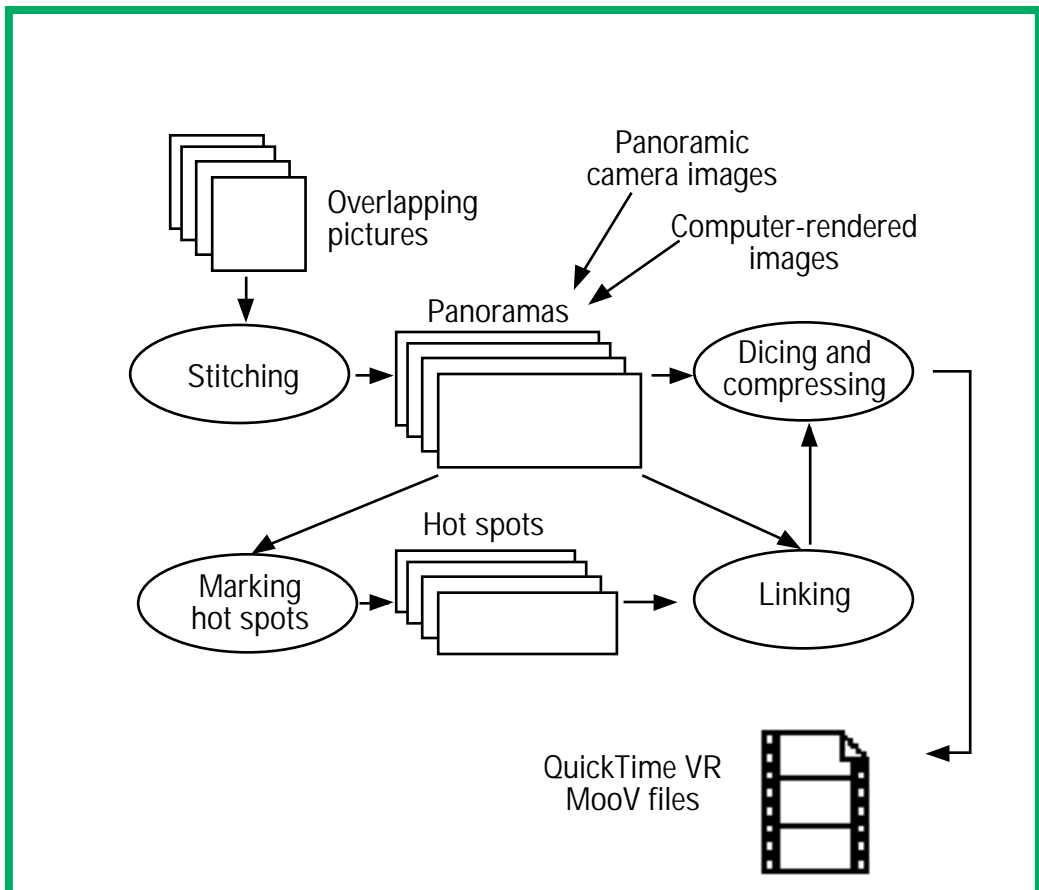 Panoramic
camera images
Overlapping
pictures
Computer-rendered
images
Panoramas
Stitching
Dicing and
compressing
Hot spots
Marking
hot spots
Linking
QuickTime VR
MooV files